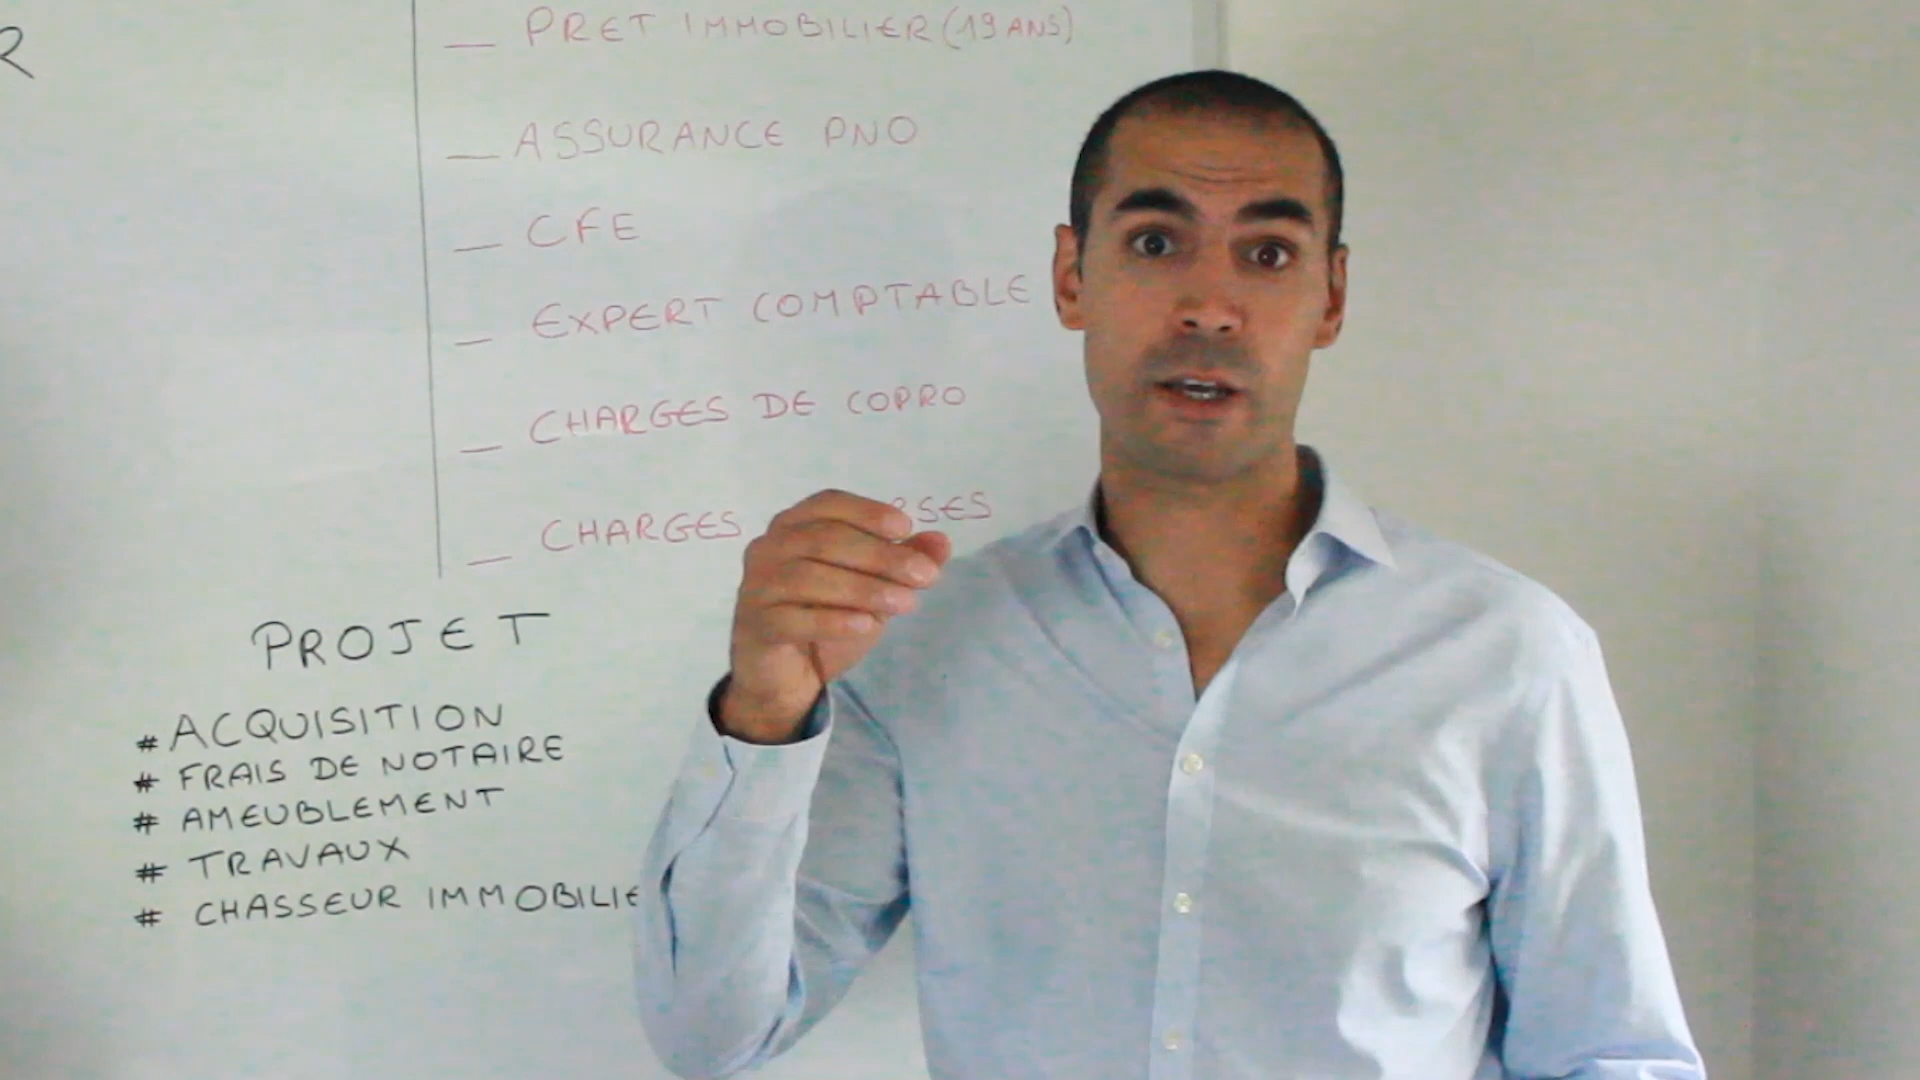 R
— PRET IMMOBILIER (19 ANS)
— ASSURANCE PNO
— CFE
— EXPERT COMPTABLE
— CHARGES DE COPRO
— CHARGES
PROJET
# ACQUISITION
# FRAIS DE NOTAIRE
# AMEUBLEMENT
# TRAVAUX
# CHASSEUR IMMOBILIE